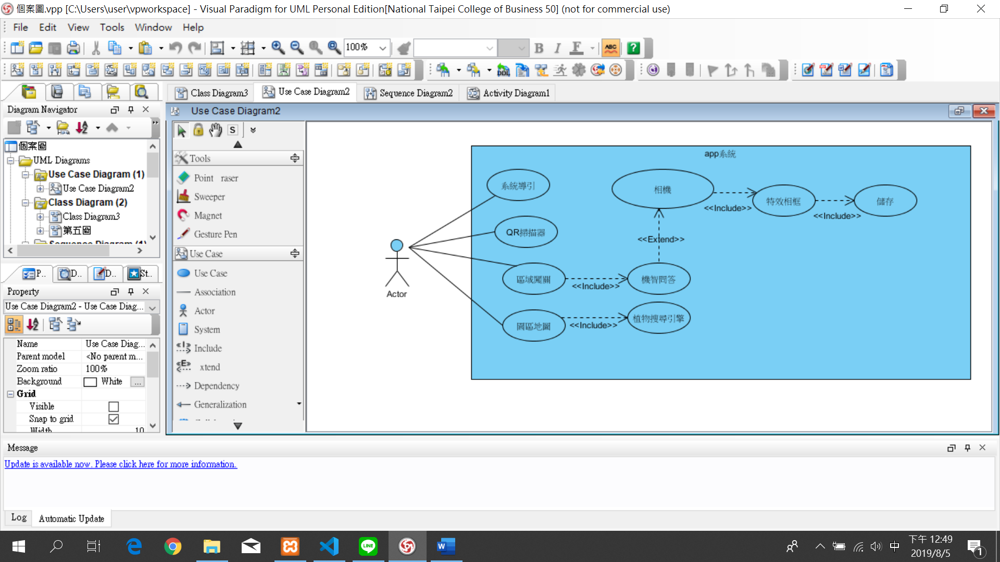 個案圖.vpp [C:\Users\user\vpworkspace] - Visual Paradigm for UML Personal Edition[National Taipei College of Business 50] (not for commercial use)
File Edit View Tools Window Help
100%
B I F ABC ?
DDL
Class Diagram3 Use Case Diagram2 Sequence Diagram2 Activity Diagram1
Diagram Navigator
個案圖
UML Diagrams
Use Case Diagram (1)
Use Case Diagram2
Class Diagram (2)
Class Diagram3
第五圖
Sequence Diagram (1)
P.. D.. D.. St..
Property
Use Case Diagram2 - Use Case Diag...
Name Use Case Diag...
Parent model <No parent m...
Zoom ratio 100%
Background White ...
Grid
Visible
Snap to grid
Width 10
Use Case Diagram2
S
Tools
Point raser
Sweeper
Magnet
Gesture Pen
Use Case
Use Case
Association
Actor
System
«I» Include
«E» xtend
Dependency
Generalization
app系統
系統導引
相機
特效相框
儲存
<<Include>>
<<Include>>
QR掃描器
<<Extend>>
區域闖關
<<Include>>
機智問答
Actor
園區地圖
<<Include>>
植物搜尋引擎
Message
Update is available now. Please click here for more information.
Log Automatic Update
LINE
中
下午 12:49
2019/8/5
1